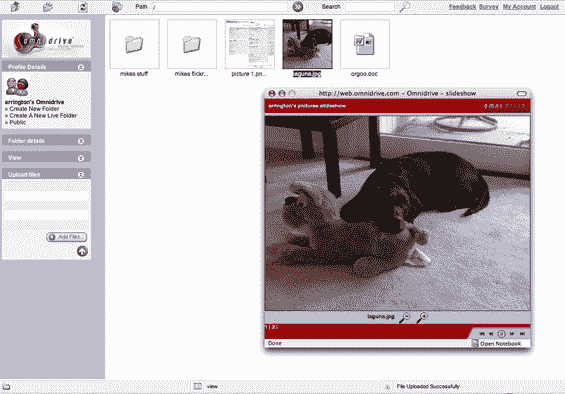 Path /
Search
Feedback Survey My Account Logout
omnidrive
Profile Details
arrington's Omnidrive
» Create New Folder
» Create A New Live Folder
» Public
Folder details
View
Upload files
Add Files..
mikes stuff
mikes flickr...
picture 1.pn...
laguna.jpg
orgoo.doc
http://web.omnidrive.com – Omnidrive – slideshow
arrington's pictures slideshow
omnidrive
laguna.jpg
1 | 2 |
Done
Open Notebook
view
File Uploaded Successfully